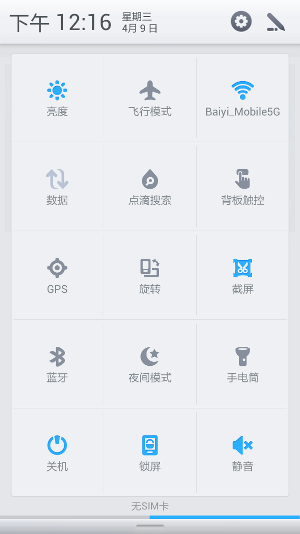 下午 12:16
星期三
4月 9 日
亮度
飞行模式
Baiyi_Mobile5G
数据
点滴搜索
背板触控
GPS
旋转
截屏
蓝牙
夜间模式
手电筒
关机
锁屏
静音
无SIM卡